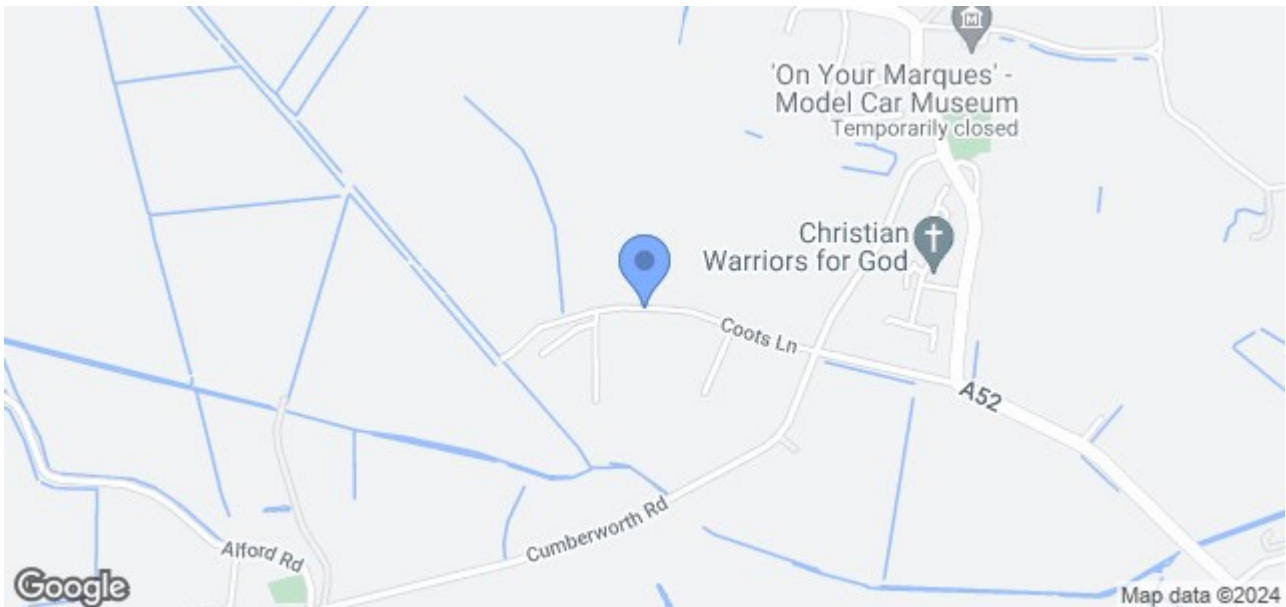 'On Your Marques' -
Model Car Museum
Temporarily closed
Christian
Warriors for God
Coots Ln
A52
Cumberworth Rd
Alford Rd
Google
Map data ©2024